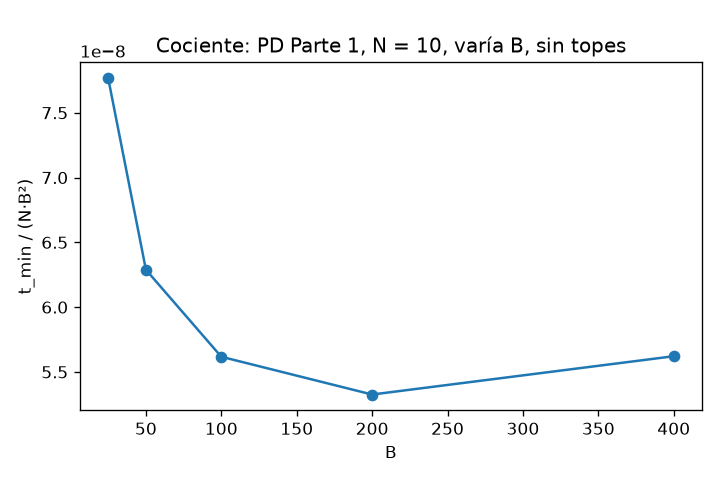 Cociente: PD Parte 1, N = 10, varía B, sin topes
1e−8
7.5
7.0
6.5
6.0
5.5
t_min / (N·B²)
50 100 150 200 250 300 350 400
B